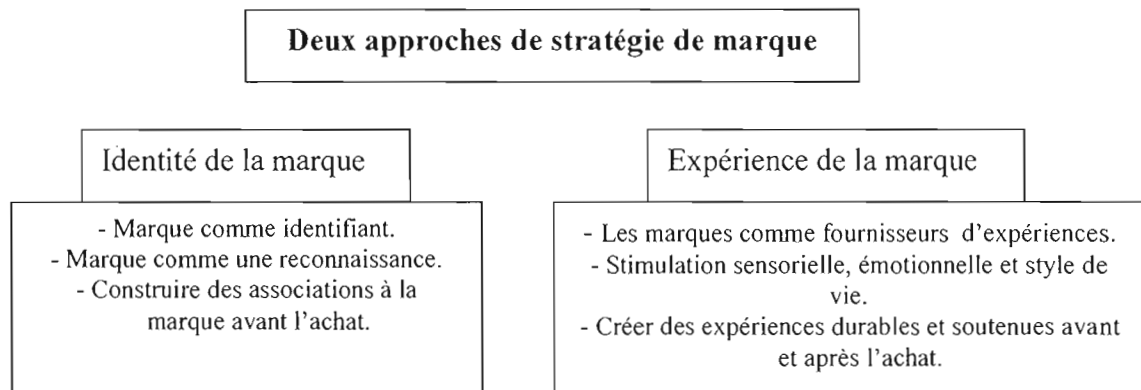 Deux approches de stratégie de marque
Identité de la marque
- Marque comme identifiant.
- Marque comme une reconnaissance.
- Construire des associations à la
marque avant l'achat.
Expérience de la marque
- Les marques comme fournisseurs d'expériences.
- Stimulation sensorielle, émotionnelle et style de
vie.
- Créer des expériences durables et soutenues avant
et après l'achat.